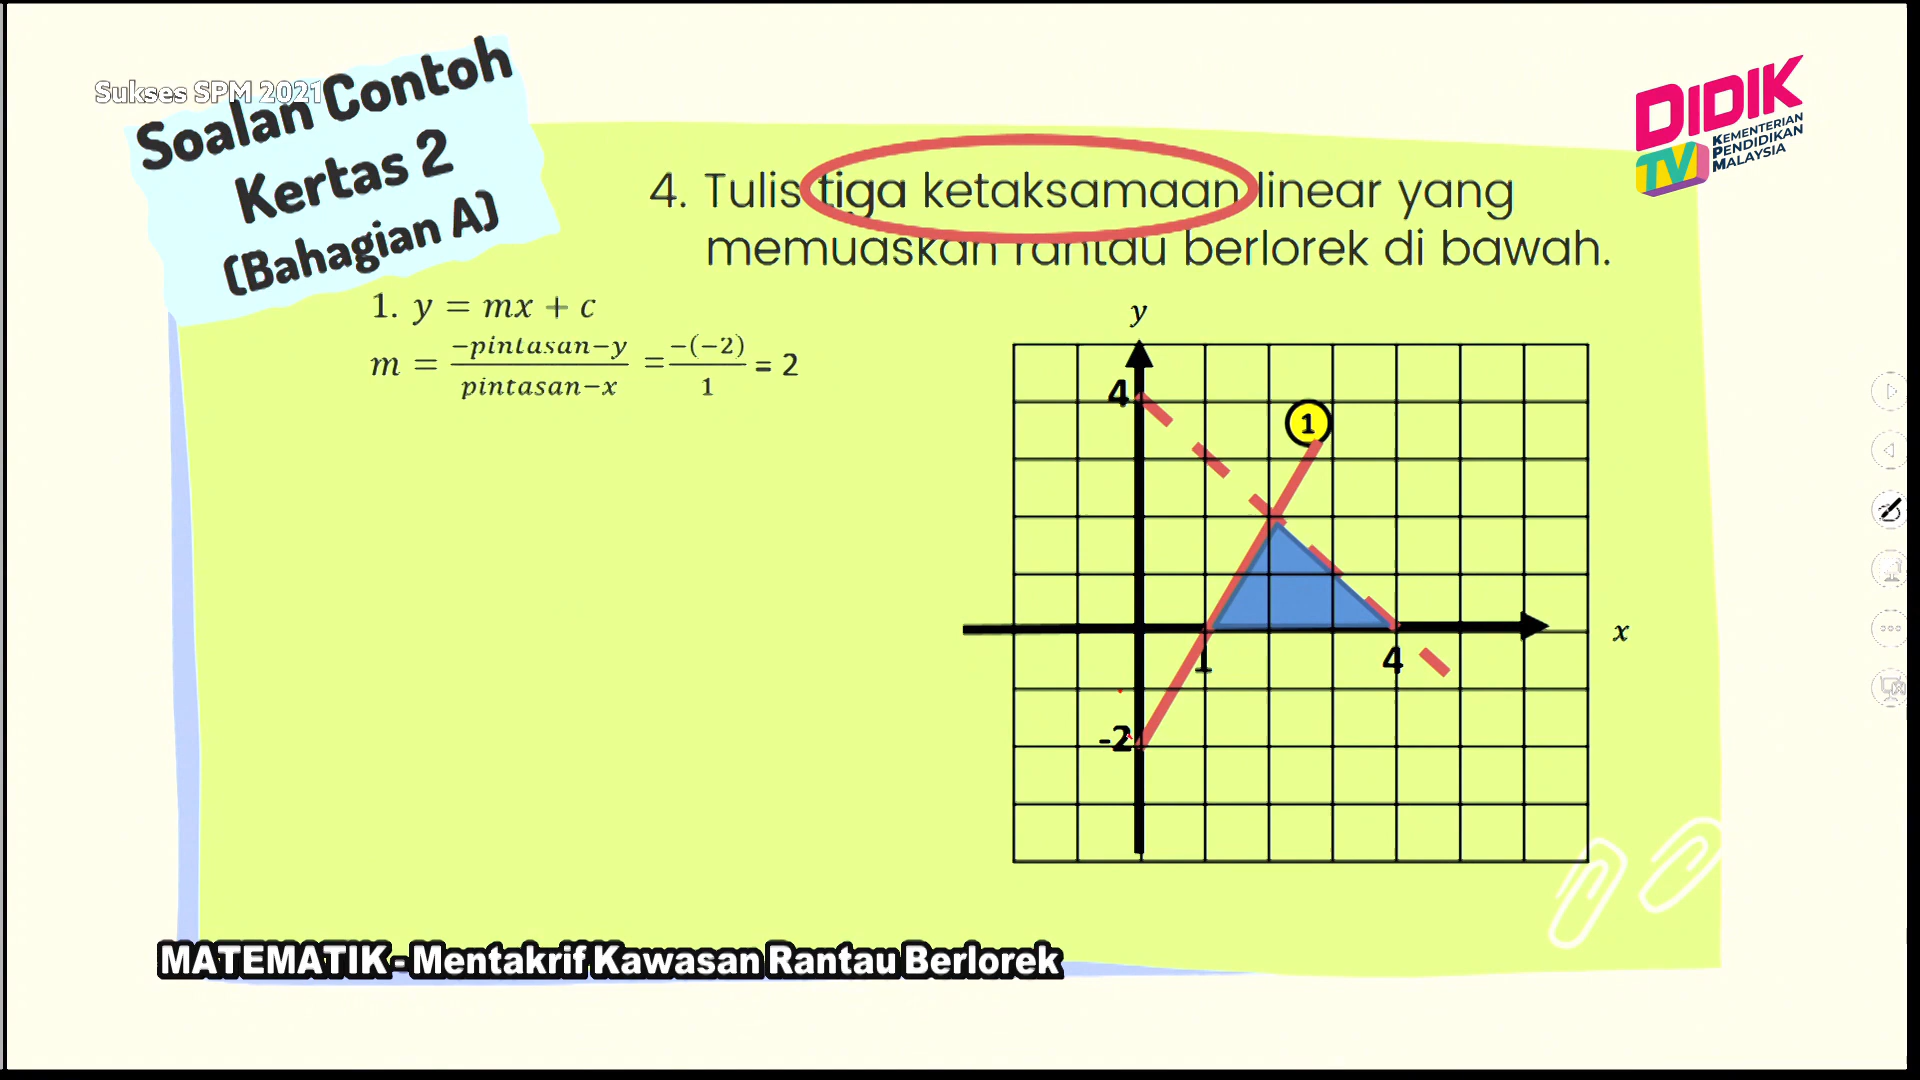 Sukses SPM 2021
Soalan Contoh
Kertas 2
(Bahagian A)
DIDIK
TV
KEMENTERIAN
PENDIDIKAN
MALAYSIA
4. Tulis tiga ketaksamaan linear yang
memuaskan rantau berlorek di bawah.
1. y = mx + c
m = −pintasan−y / pintasan−x = −(−2) / 1 = 2
y
4
1
x
1
4
-2
MATEMATIK - Mentakrif Kawasan Rantau Berlorek